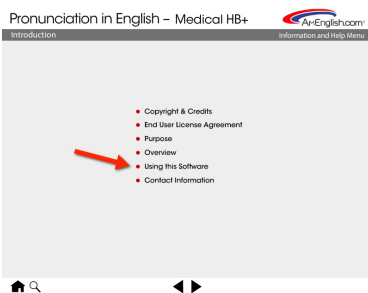 Pronunciation in English – Medical HB+
AMEnglish.com®
Introduction
Information and Help Menu
• Copyright & Credits
• End User License Agreement
• Purpose
• Overview
• Using this Software
• Contact Information